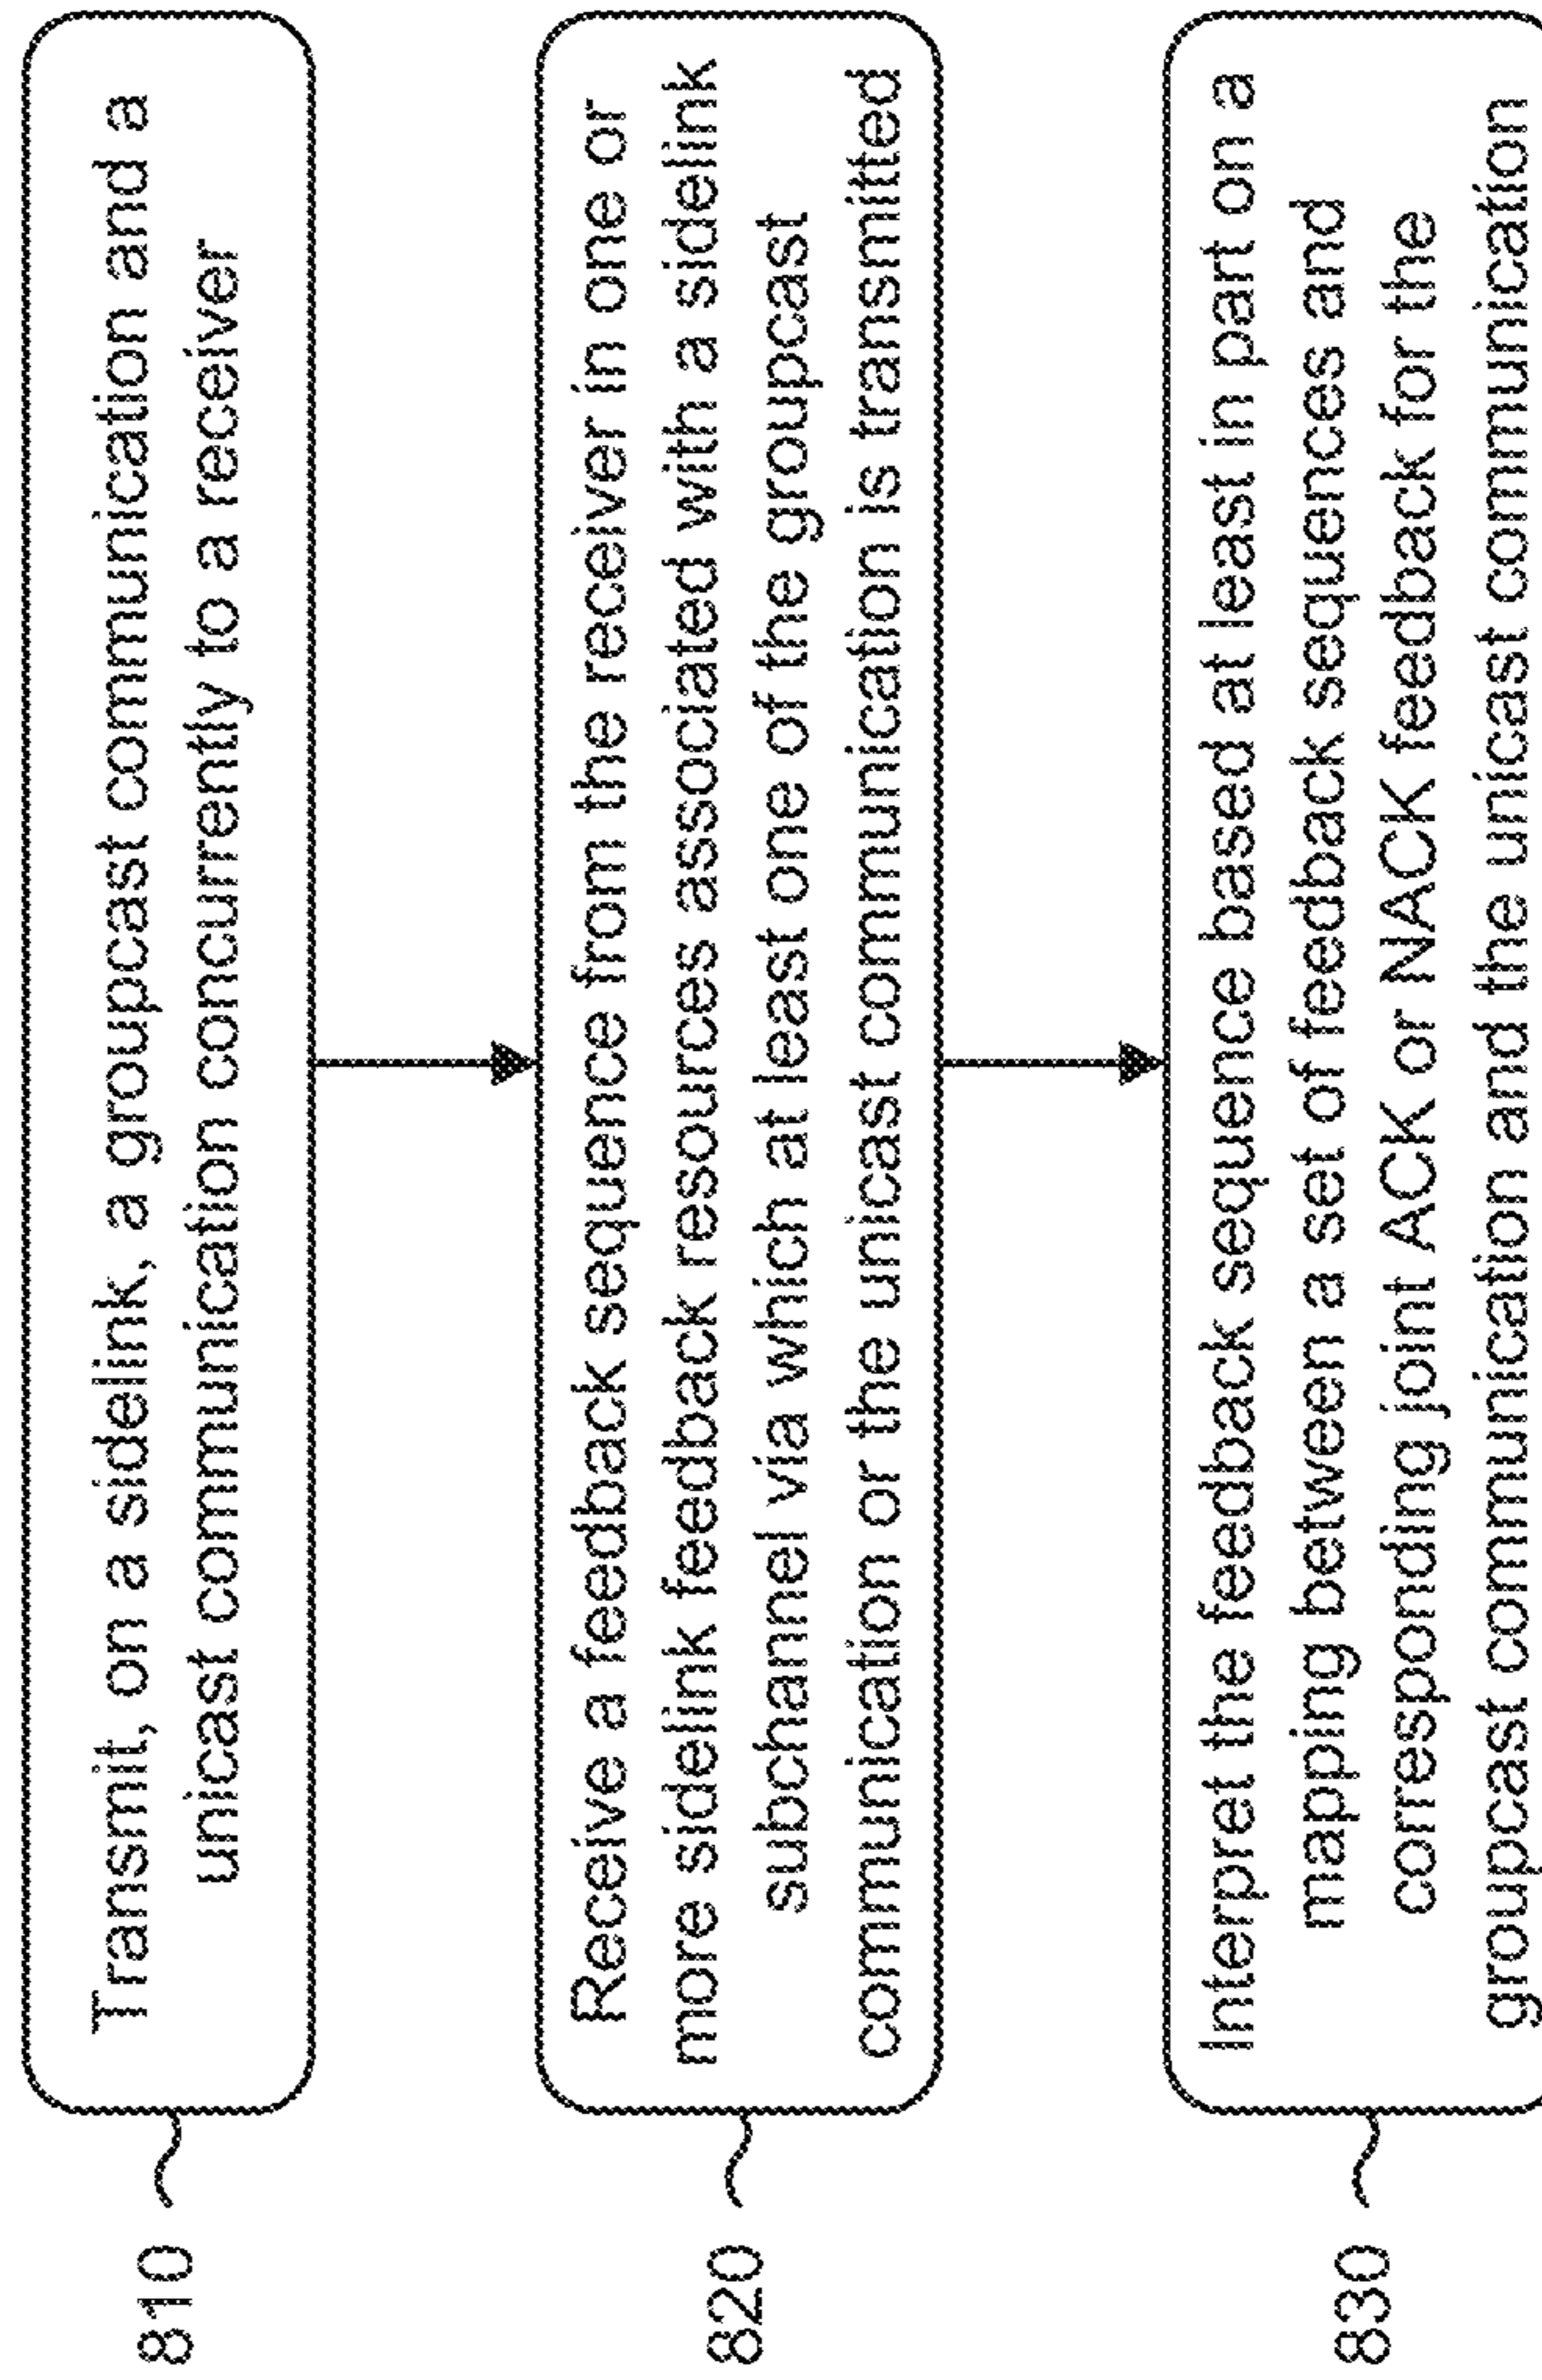 810
Transmit, on a sidelink, a groupcast communication and a
unicast communication concurrently to a receiver
820
Receive a feedback sequence from the receiver in one or
more sidelink feedback resources associated with a sidelink
subchannel via which at least one of the groupcast
communication or the unicast communication is transmitted
830
Interpret the feedback sequence based at least in part on a
mapping between a set of feedback sequences and
corresponding joint ACK or NACK feedback for the
groupcast communication and the unicast communication